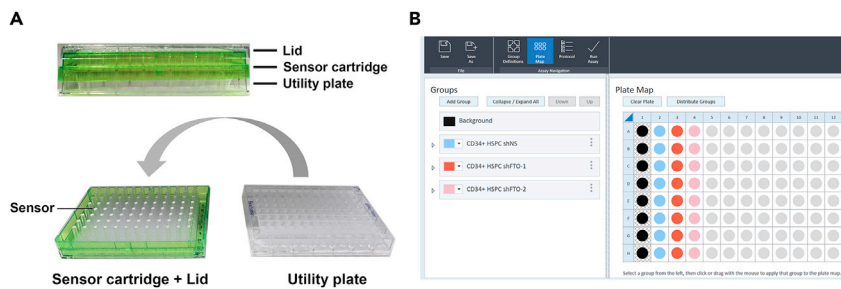 A
Lid
Sensor cartridge
Utility plate
Sensor
Sensor cartridge + Lid
Utility plate
B
Save
Save As
Group Definitions
Plate Map
Protocol
Run Assay
File
Assay Navigation
Groups
Add Group
Collapse / Expand All
Down
Up
Background
CD34+ HSPC shNS
CD34+ HSPC shFTO-1
CD34+ HSPC shFTO-2
Plate Map
Clear Plate
Distribute Groups
1 2 3 4 5 6 7 8 9 10 11 12
A
B
C
D
E
F
G
H
Select a group from the left, then click or drag with the mouse to apply that group to the plate map.